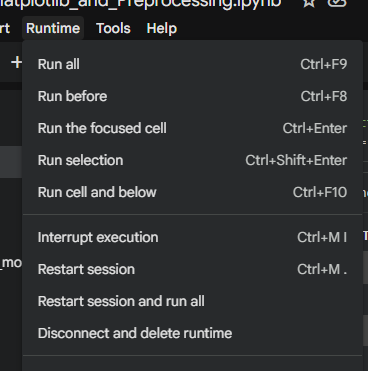 atplotlib_and_Preprocessing.ipynb
rt Runtime Tools Help
+
Run all Ctrl+F9
Run before Ctrl+F8
Run the focused cell Ctrl+Enter
Run selection Ctrl+Shift+Enter
Run cell and below Ctrl+F10
Interrupt execution Ctrl+M I
_mo
Restart session Ctrl+M .
Restart session and run all
Disconnect and delete runtime